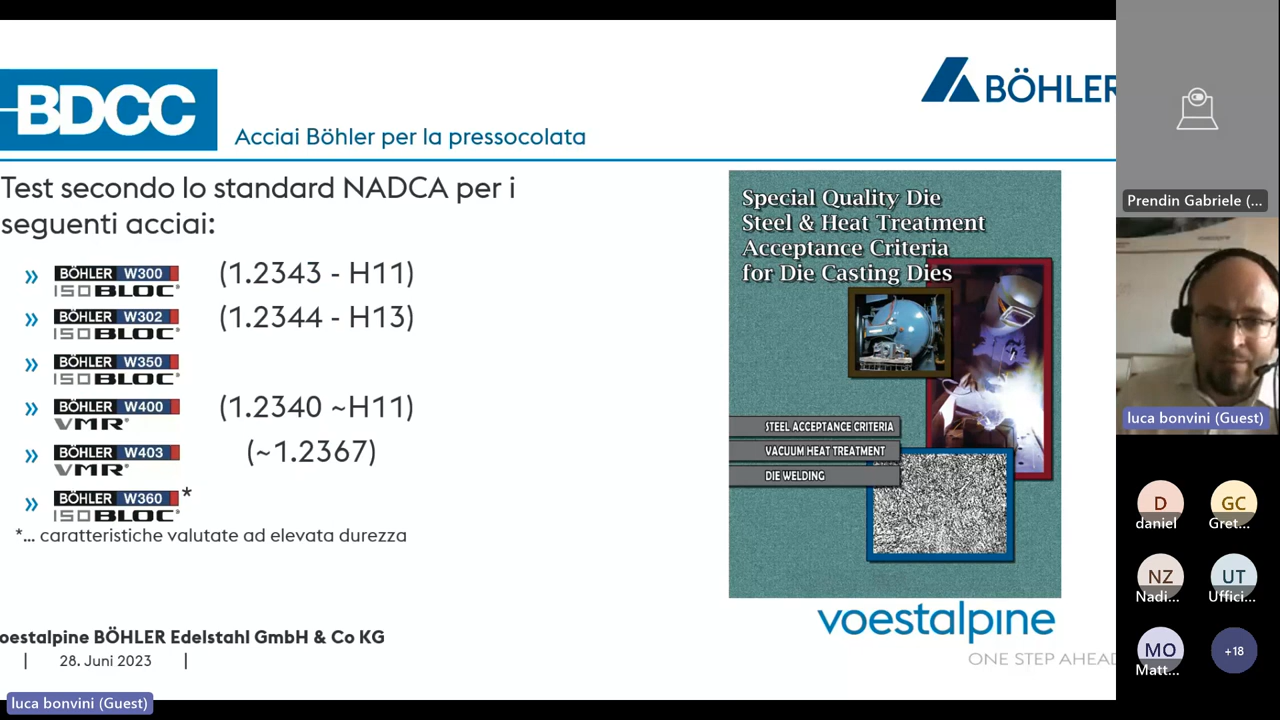 BDCC
Acciai Böhler per la pressocolata
BÖHLER
Test secondo lo standard NADCA per i
seguenti acciai:
» BÖHLER W300 (1.2343 - H11)
ISOBLOC®
» BÖHLER W302 (1.2344 - H13)
ISOBLOC®
» BÖHLER W350
ISOBLOC®
» BÖHLER W400 (1.2340 ~H11)
VMR®
» BÖHLER W403 (~1.2367)
VMR®
» BÖHLER W360 *
ISOBLOC®
*... caratteristiche valutate ad elevata durezza
Special Quality Die
Steel & Heat Treatment
Acceptance Criteria
for Die Casting Dies
STEEL ACCEPTANCE CRITERIA
VACUUM HEAT TREATMENT
DIE WELDING
voestalpine
ONE STEP AHEAD
oestalpine BÖHLER Edelstahl GmbH & Co KG
| 28. Juni 2023 |
luca bonvini (Guest)
Prendin Gabriele (...
luca bonvini (Guest)
D
daniel
GC
Gret...
NZ
Nadi...
UT
Uffici...
MO
Matt...
+18